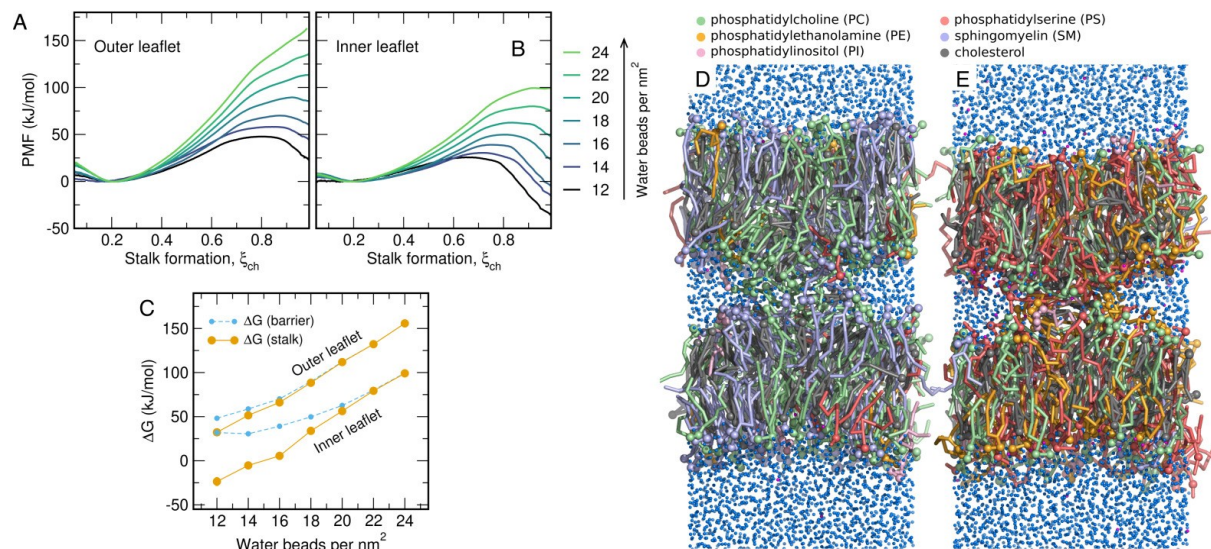 A
Outer leaflet
PMF (kJ/mol)
150
100
50
0
-50
0.2 0.4 0.6 0.8
Stalk formation, ξch
Inner leaflet
B
0.2 0.4 0.6 0.8
Stalk formation, ξch
24
22
20
18
16
14
12
Water beads per nm²
C
ΔG (barrier)
ΔG (stalk)
Outer leaflet
Inner leaflet
ΔG (kJ/mol)
150
100
50
0
-50
12 14 16 18 20 22 24
Water beads per nm²
phosphatidylcholine (PC)
phosphatidylethanolamine (PE)
phosphatidylinositol (PI)
phosphatidylserine (PS)
sphingomyelin (SM)
cholesterol
D
E